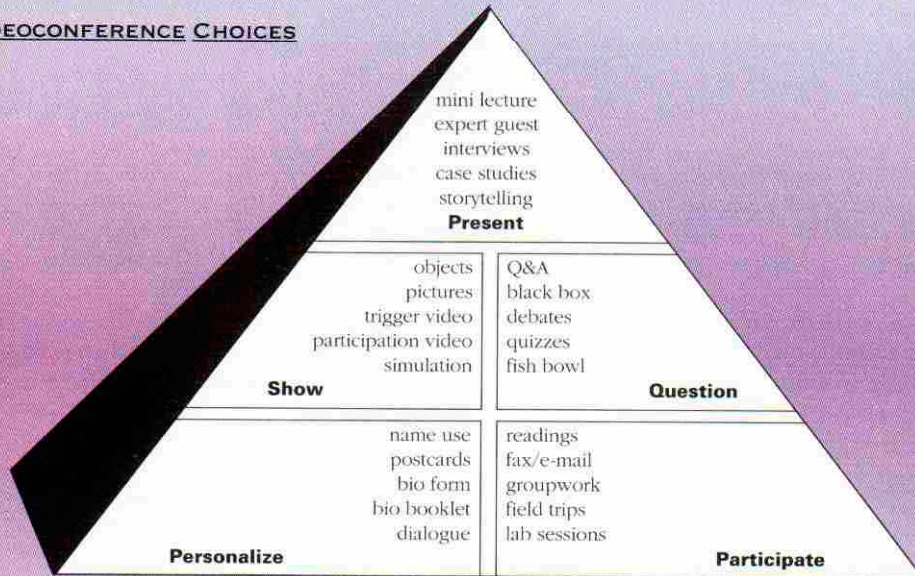 EOCONFERENCE CHOICES
mini lecture
expert guest
interviews
case studies
storytelling
Present
objects
pictures
trigger video
participation video
simulation
Show
Q&A
black box
debates
quizzes
fish bowl
Question
name use
postcards
bio form
bio booklet
dialogue
Personalize
readings
fax/e-mail
groupwork
field trips
lab sessions
Participate